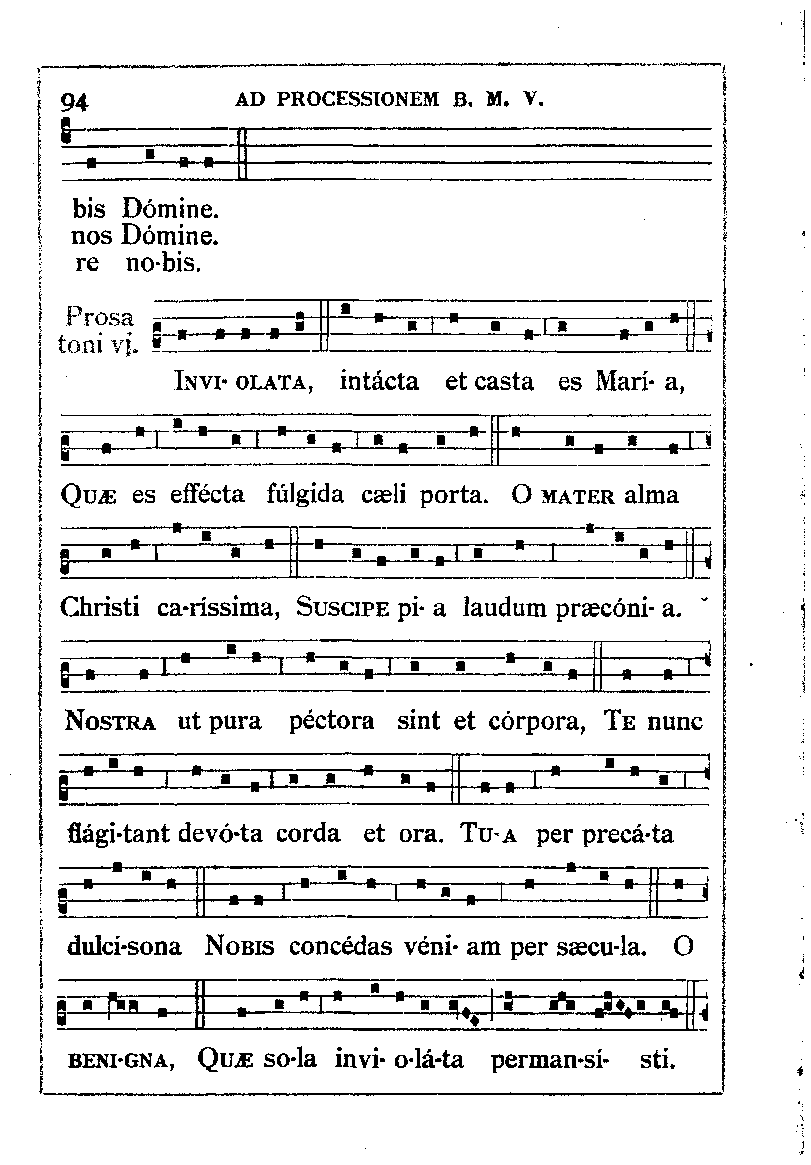 94 AD PROCESSIONEM B. M. V.
bis Dómine.
nos Dómine.
re no-bis.
Prosa
toni vj.
INVI- OLATA, intácta et casta es Marí- a,
QUÆ es effécta fúlgida cæli porta. O MATER alma
Christi ca-ríssima, SUSCIPE pi- a laudum præcóni- a.
NOSTRA ut pura péctora sint et córpora, TE nunc
flági-tant devó-ta corda et ora. TU-A per precá-ta
dulcí-sona NOBIS concédas véni- am per sæcu-la. O
BENI-GNA, QUÆ so-la invi- o-lá-ta perman-sí- sti.